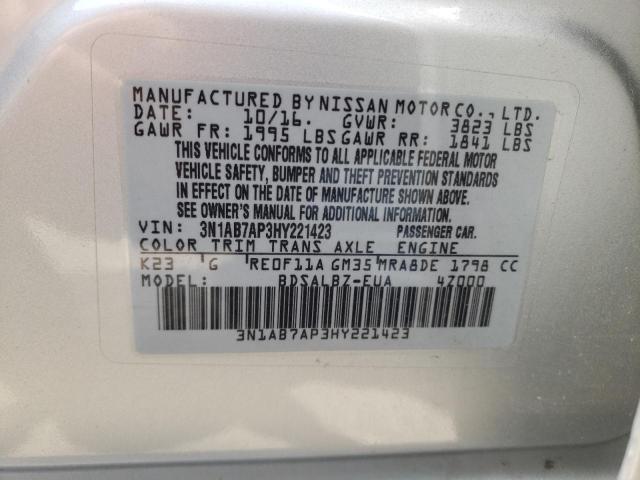 MANUFACTURED BY NISSAN MOTOR CO., LTD.
DATE: 10/16. GVWR: 3823 LBS
GAWR FR: 1995 LBS GAWR RR: 1841 LBS
THIS VEHICLE CONFORMS TO ALL APPLICABLE FEDERAL MOTOR
VEHICLE SAFETY, BUMPER AND THEFT PREVENTION STANDARDS
IN EFFECT ON THE DATE OF MANUFACTURE SHOWN ABOVE.
SEE OWNER'S MANUAL FOR ADDITIONAL INFORMATION.
VIN: 3N1AB7AP3HY221423 PASSENGER CAR.
COLOR TRIM TRANS AXLE ENGINE
K23 G RE0F11A GM35 MRA8DE 1798 CC
MODEL: BDSALBZ-EUA 4Z000
3N1AB7AP3HY221423